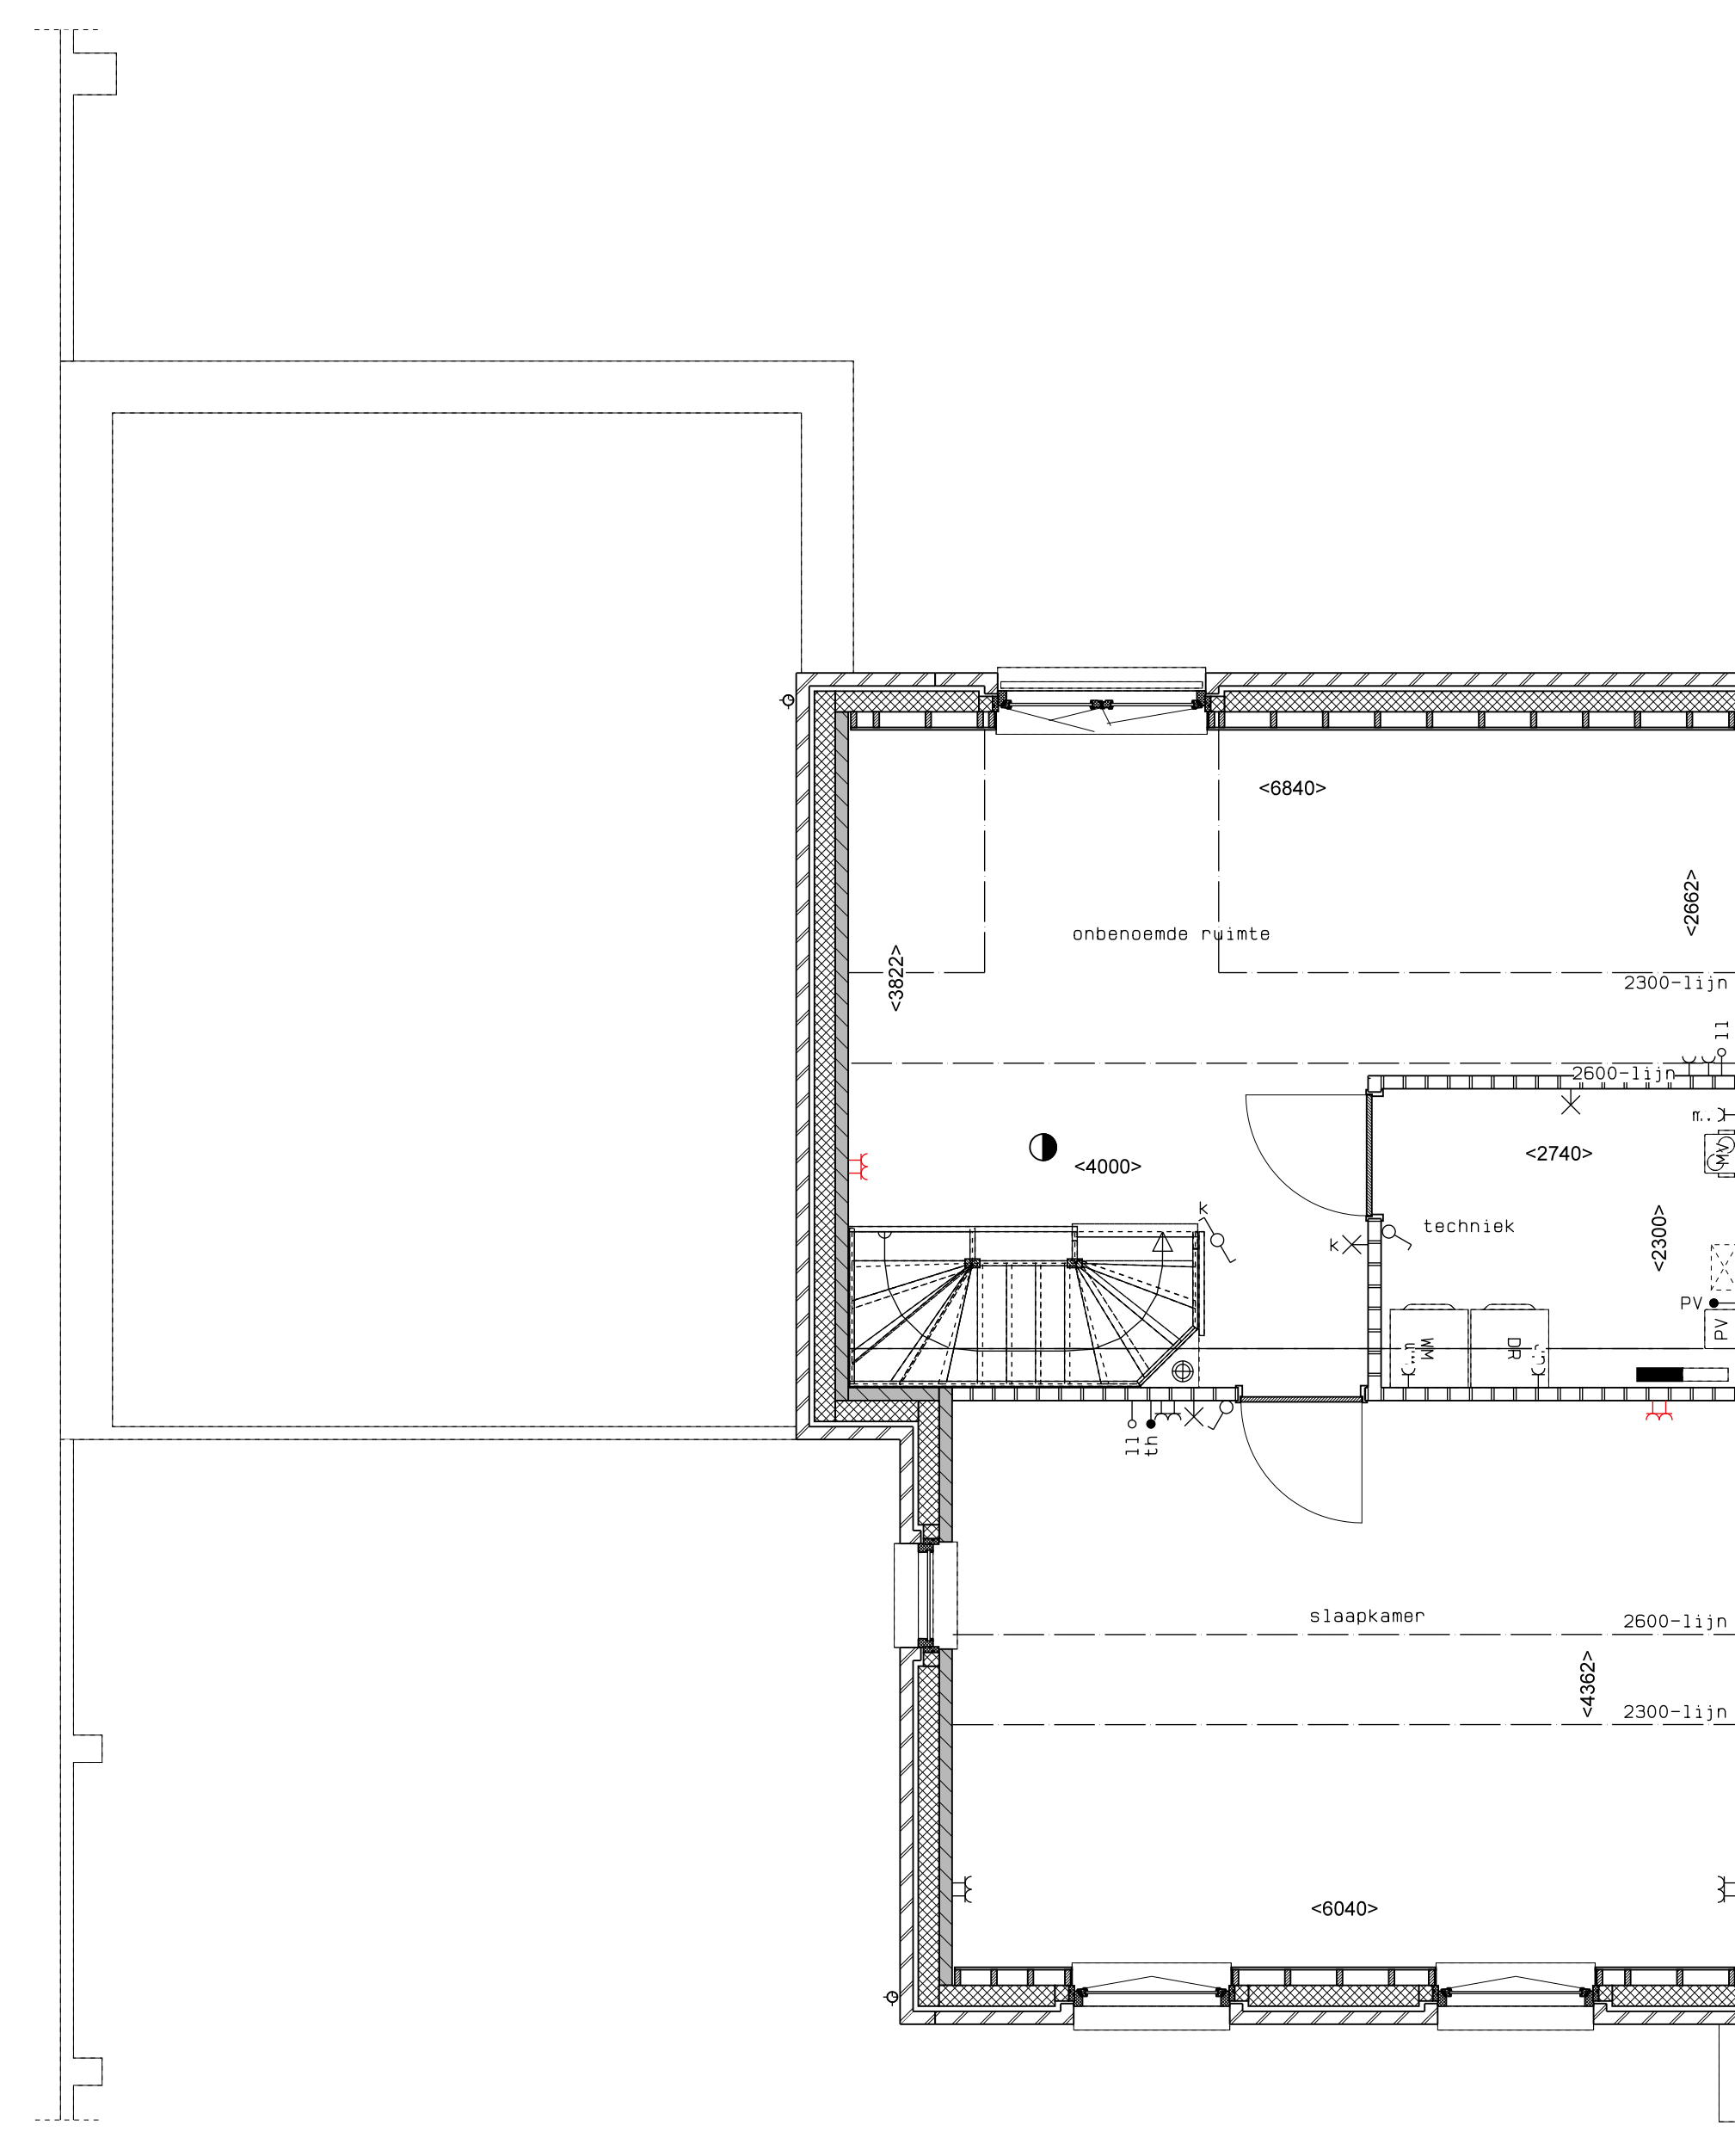 <6840>
<2662>
onbenoemde ruimte
<3822>
2300-lijn
ll
2600-lijn
m.
<2740>
MV
<4000>
k
techniek
<2300>
k
PV
PV
WM
DR
ll
th
slaapkamer
2600-lijn
<4362>
2300-lijn
<6040>